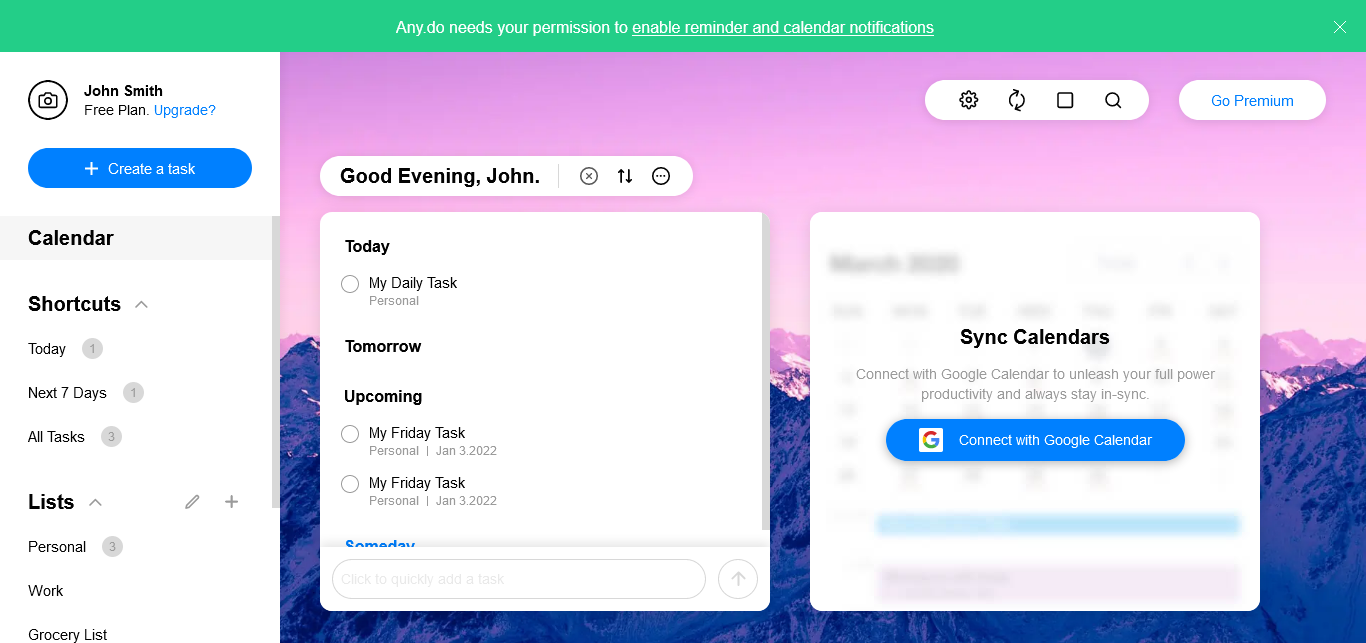 Any.do needs your permission to enable reminder and calendar notifications
John Smith
Free Plan. Upgrade?
Create a task
Calendar
Shortcuts
Today 1
Next 7 Days 1
All Tasks 3
Lists
Personal 3
Work
Grocery List
Go Premium
Good Evening, John.
Today
My Daily Task
Personal
Tomorrow
Upcoming
My Friday Task
Personal | Jan 3.2022
My Friday Task
Personal | Jan 3.2022
Someday
Click to quickly add a task
March 2020
Sync Calendars
Connect with Google Calendar to unleash your full power
productivity and always stay in-sync.
Connect with Google Calendar